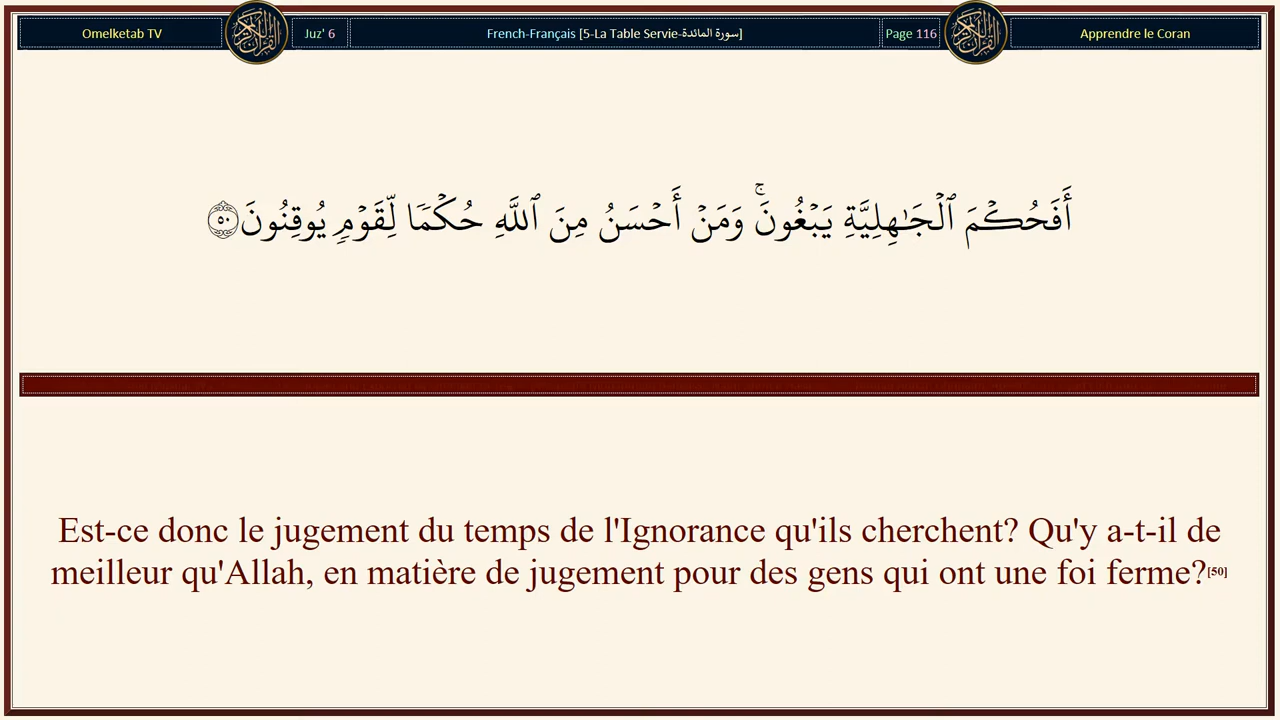 Omelketab TV
Juz' 6
French-Français [5-La Table Servie-سورة المائدة]
Page 116
Apprendre le Coran
أَفَحُكْمَ ٱلْجَـٰهِلِيَّةِ يَبْغُونَ ۚ وَمَنْ أَحْسَنُ مِنَ ٱللَّهِ حُكْمًا لِّقَوْمٍ يُوقِنُونَ ٥٠
Est-ce donc le jugement du temps de l'Ignorance qu'ils cherchent? Qu'y a-t-il de
meilleur qu'Allah, en matière de jugement pour des gens qui ont une foi ferme?[50]